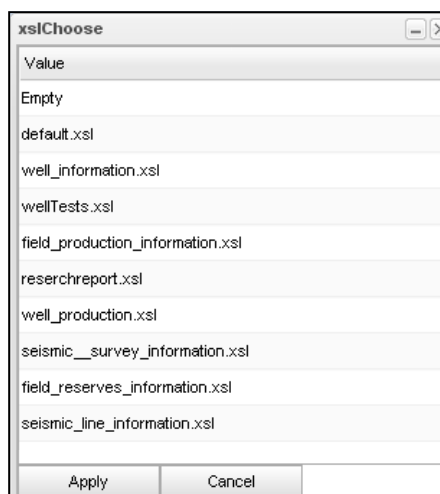 xslChoose
Value
Empty
default.xsl
well_information.xsl
wellTests.xsl
field_production_information.xsl
reserchreport.xsl
well_production.xsl
seismic__survey_information.xsl
field_reserves_information.xsl
seismic_line_information.xsl
Apply Cancel